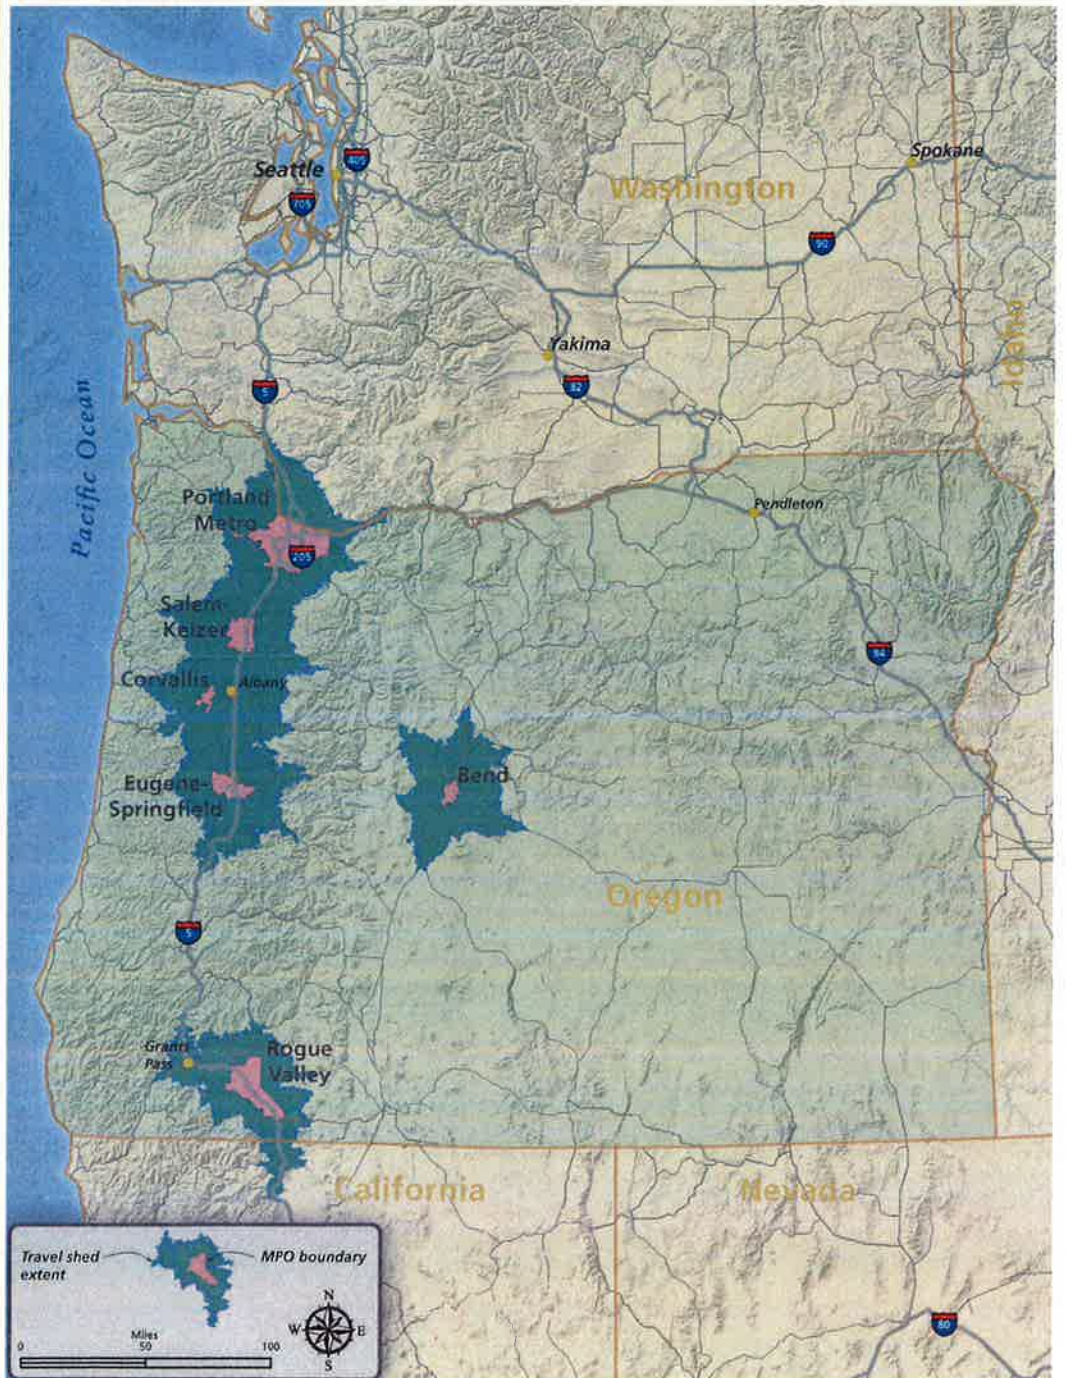 Seattle
405
705
Spokane
Washington
90
Idaho
Yakima
82
5
Pacific Ocean
Portland
Metro
205
Pendleton
Salem-
Keizer
84
Corvallis
Albany
Eugene-
Springfield
Bend
Oregon
5
Grants
Pass
Rogue
Valley
California
Nevada
Travel shed
extent
MPO boundary
N
W
E
S
Miles
0
50
100
80